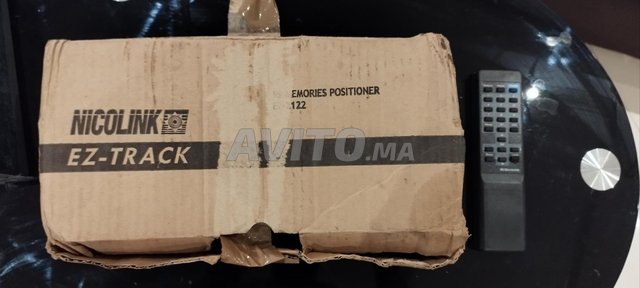 NICOLINK
EZ-TRACK
EMORIES POSITIONER
122
AVITO.MA